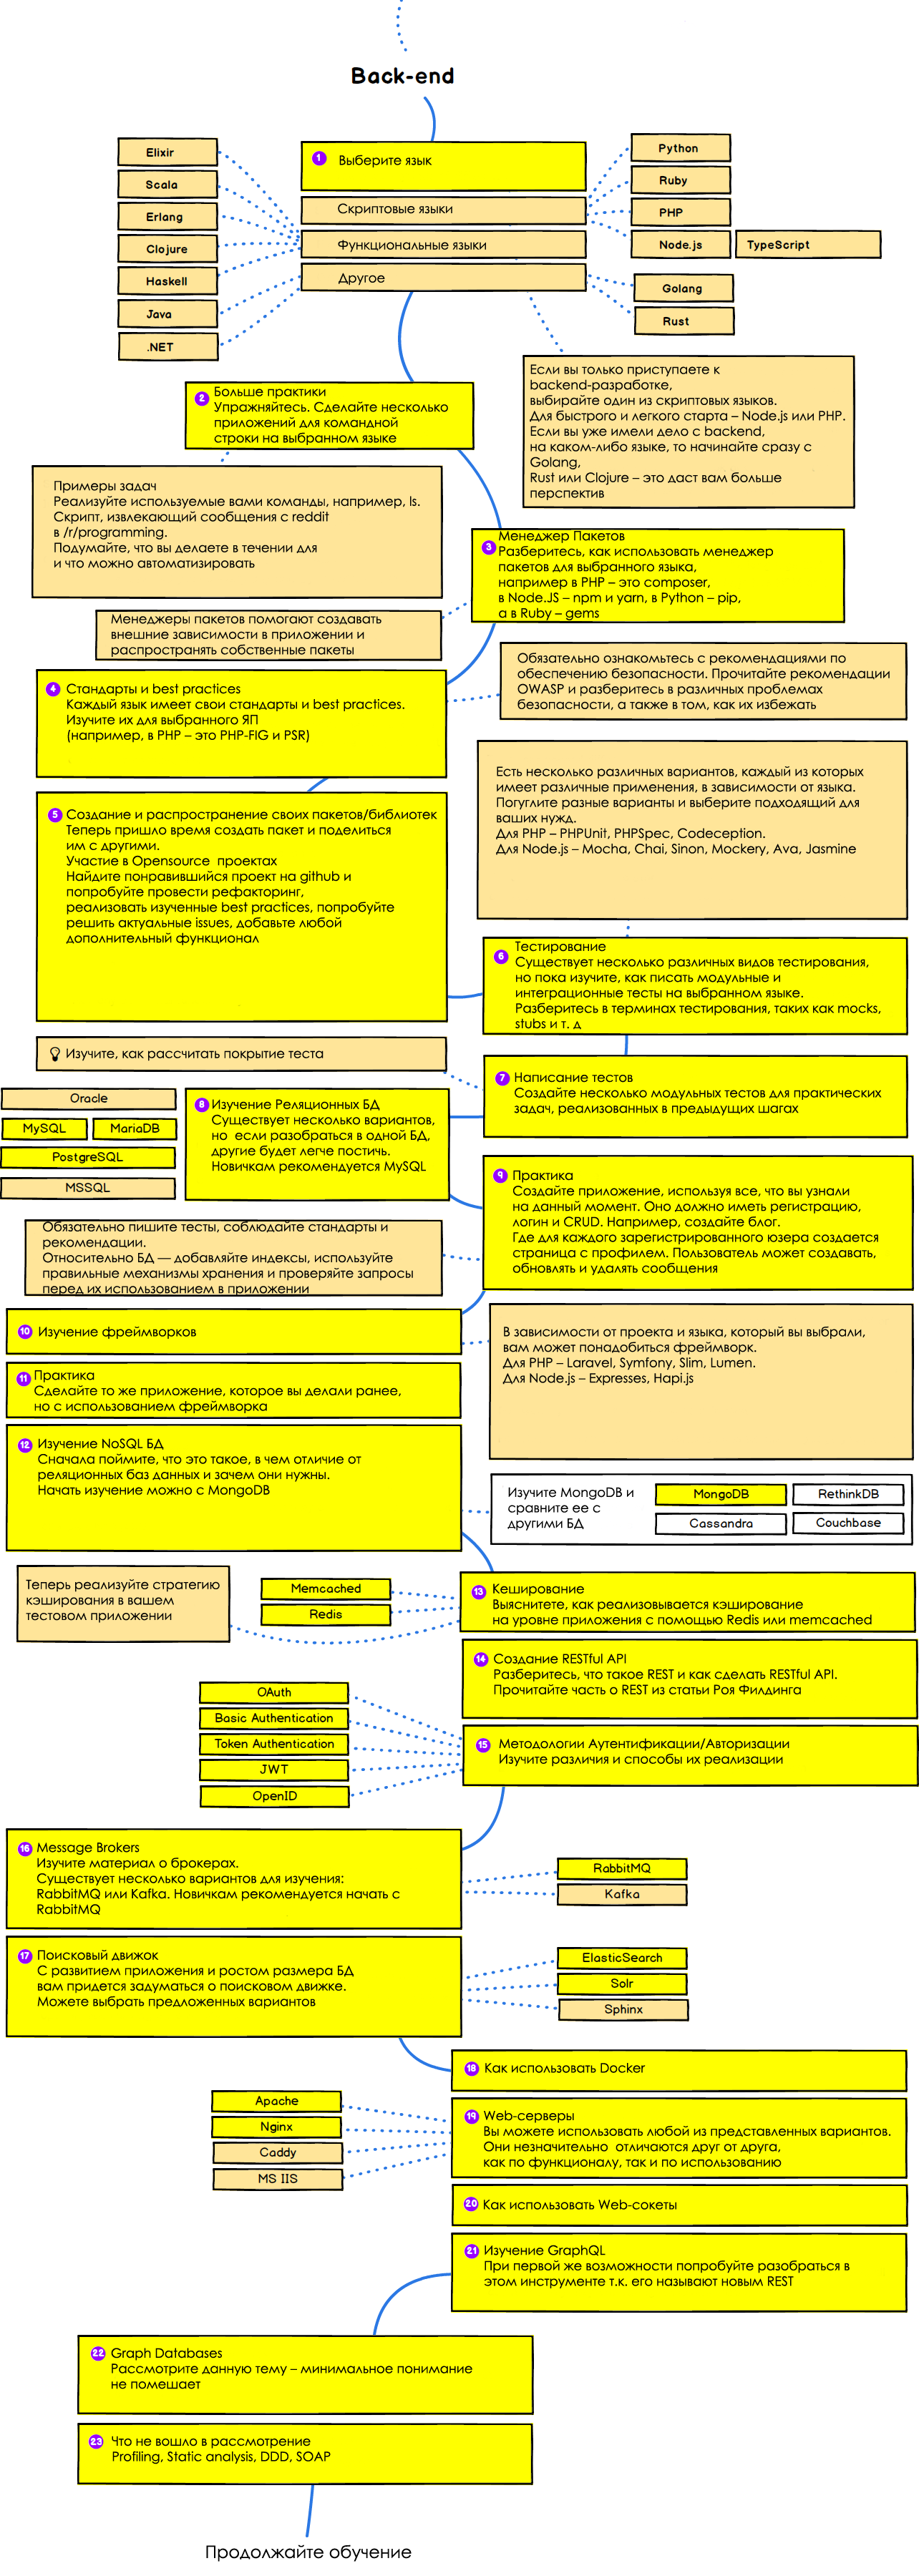 Back-end
1 Выберите язык
Скриптовые языки
Функциональные языки
Другое
Elixir
Scala
Erlang
Clojure
Haskell
Java
.NET
Python
Ruby
PHP
Node.js
TypeScript
Golang
Rust
Если вы только приступаете к
backend-разработке,
выбирайте один из скриптовых языков.
Для быстрого и легкого старта – Node.js или PHP.
Если вы уже имели дело с backend,
на каком-либо языке, то начинайте сразу с
Golang,
Rust или Clojure – это даст вам больше
перспектив
2 Больше практики
Упражняйтесь. Сделайте несколько
приложений для командной
строки на выбранном языке
Примеры задач
Реализуйте используемые вами команды, например, ls.
Скрипт, извлекающий сообщения с reddit
в /r/programming.
Подумайте, что вы делаете в течении для
и что можно автоматизировать
3 Менеджер Пакетов
Разберитесь, как использовать менеджер
пакетов для выбранного языка,
например в PHP – это composer,
в Node.JS – npm и yarn, в Python – pip,
а в Ruby – gems
Менеджеры пакетов помогают создавать
внешние зависимости в приложении и
распространять собственные пакеты
4 Стандарты и best practices
Каждый язык имеет свои стандарты и best practices.
Изучите их для выбранного ЯП
(например, в PHP – это PHP-FIG и PSR)
Обязательно ознакомьтесь с рекомендациями по
обеспечению безопасности. Прочитайте рекомендации
OWASP и разберитесь в различных проблемах
безопасности, а также в том, как их избежать
5 Создание и распространение своих пакетов/библиотек
Теперь пришло время создать пакет и поделиться
им с другими.
Участие в Opensource проектах
Найдите понравившийся проект на github и
попробуйте провести рефакторинг,
реализовать изученные best practices, попробуйте
решить актуальные issues, добавьте любой
дополнительный функционал
Есть несколько различных вариантов, каждый из которых
имеет различные применения, в зависимости от языка.
Погуглите разные варианты и выберите подходящий для
ваших нужд.
Для PHP – PHPUnit, PHPSpec, Codeception.
Для Node.js – Mocha, Chai, Sinon, Mockery, Ava, Jasmine
6 Тестирование
Существует несколько различных видов тестирования,
но пока изучите, как писать модульные и
интеграционные тесты на выбранном языке.
Разберитесь в терминах тестирования, таких как mocks,
stubs и т. д
Изучите, как рассчитать покрытие теста
7 Написание тестов
Создайте несколько модульных тестов для практических
задач, реализованных в предыдущих шагах
8 Изучение Реляционных БД
Существует несколько вариантов,
но если разобраться в одной БД,
другие будет легче постичь.
Новичкам рекомендуется MySQL
Oracle
MySQL
MariaDB
PostgreSQL
MSSQL
9 Практика
Создайте приложение, используя все, что вы узнали
на данный момент. Оно должно иметь регистрацию,
логин и CRUD. Например, создайте блог.
Где для каждого зарегистрированного юзера создается
страница с профилем. Пользователь может создавать,
обновлять и удалять сообщения
Обязательно пишите тесты, соблюдайте стандарты и
рекомендации.
Относительно БД — добавляйте индексы, используйте
правильные механизмы хранения и проверяйте запросы
перед их использованием в приложении
10 Изучение фреймворков
В зависимости от проекта и языка, который вы выбрали,
вам может понадобиться фреймворк.
Для PHP – Laravel, Symfony, Slim, Lumen.
Для Node.js – Expresses, Hapi.js
11 Практика
Сделайте то же приложение, которое вы делали ранее,
но с использованием фреймворка
12 Изучение NoSQL БД
Сначала поймите, что это такое, в чем отличие от
реляционных баз данных и зачем они нужны.
Начать изучение можно с MongoDB
Изучите MongoDB и
сравните ее с
другими БД
MongoDB
RethinkDB
Cassandra
Couchbase
13 Кеширование
Выяснитете, как реализовывается кэширование
на уровне приложения с помощью Redis или memcached
Memcached
Redis
Теперь реализуйте стратегию
кэширования в вашем
тестовом приложении
14 Создание RESTful API
Разберитесь, что такое REST и как сделать RESTful API.
Прочитайте часть о REST из статьи Роя Филдинга
15 Методологии Аутентификации/Авторизации
Изучите различия и способы их реализации
OAuth
Basic Authentication
Token Authentication
JWT
OpenID
16 Message Brokers
Изучите материал о брокерах.
Существует несколько вариантов для изучения:
RabbitMQ или Kafka. Новичкам рекомендуется начать с
RabbitMQ
RabbitMQ
Kafka
17 Поисковый движок
С развитием приложения и ростом размера БД
вам придется задуматься о поисковом движке.
Можете выбрать предложенных вариантов
ElasticSearch
Solr
Sphinx
18 Как использовать Docker
19 Web-серверы
Вы можете использовать любой из представленных вариантов.
Они незначительно отличаются друг от друга,
как по функционалу, так и по использованию
Apache
Nginx
Caddy
MS IIS
20 Как использовать Web-сокеты
21 Изучение GraphQL
При первой же возможности попробуйте разобраться в
этом инструменте т.к. его называют новым REST
22 Graph Databases
Рассмотрите данную тему – минимальное понимание
не помешает
23 Что не вошло в рассмотрение
Profiling, Static analysis, DDD, SOAP
Продолжайте обучение